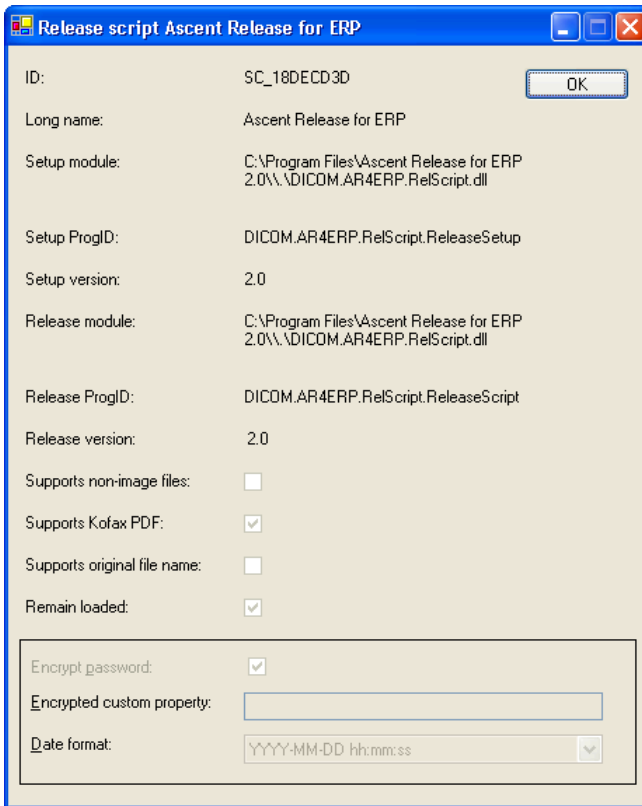 Release script Ascent Release for ERP
ID: SC_18DECD3D OK
Long name: Ascent Release for ERP
Setup module: C:\Program Files\Ascent Release for ERP
2.0\\.\DICOM.AR4ERP.RelScript.dll
Setup ProgID: DICOM.AR4ERP.RelScript.ReleaseSetup
Setup version: 2.0
Release module: C:\Program Files\Ascent Release for ERP
2.0\\.\DICOM.AR4ERP.RelScript.dll
Release ProgID: DICOM.AR4ERP.RelScript.ReleaseScript
Release version: 2.0
Supports non-image files:
Supports Kofax PDF:
Supports original file name:
Remain loaded:
Encrypt password:
Encrypted custom property:
Date format: YYYY-MM-DD hh:mm:ss